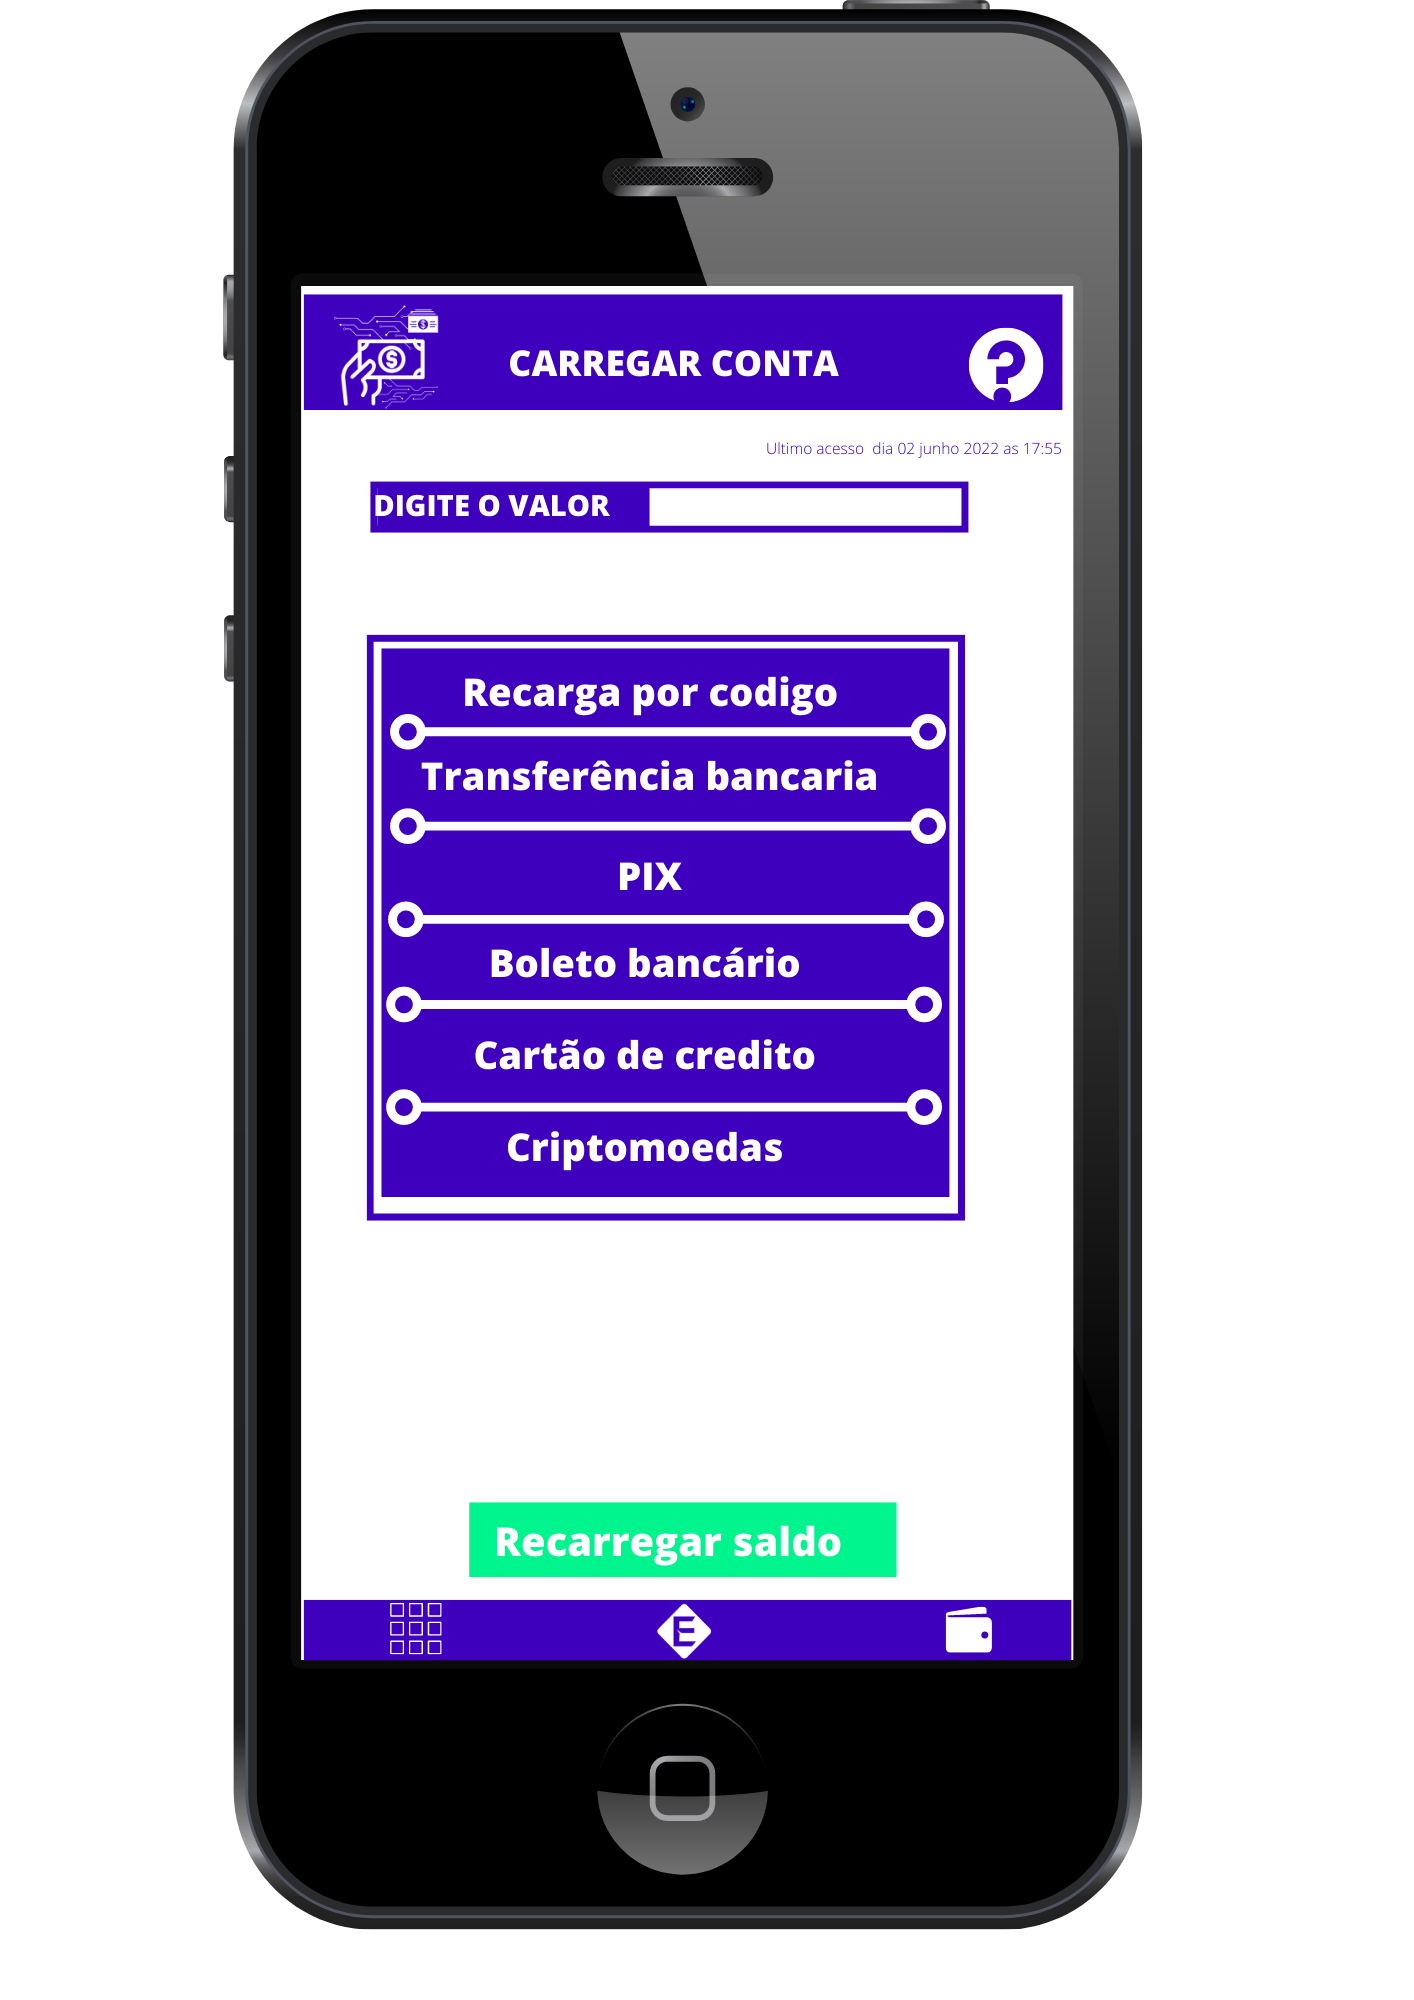 CARREGAR CONTA
Ultimo acesso  dia 02 junho 2022 as 17:55
DIGITE O VALOR
Recarga por codigo
Transferência bancaria
PIX
Boleto bancário
Cartão de credito
Criptomoedas
Recarregar saldo
E